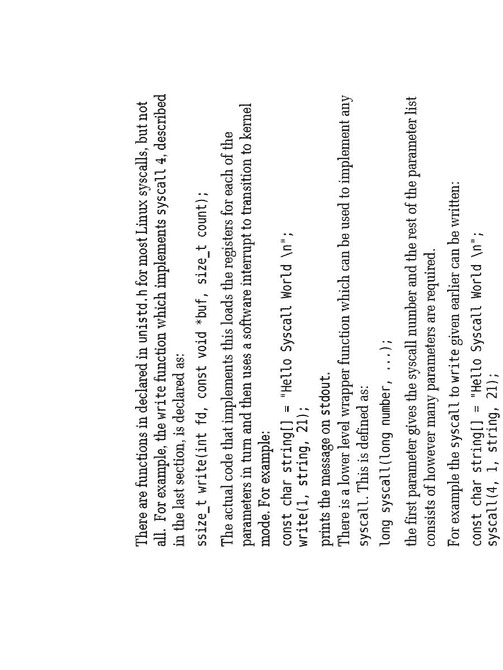 There are functions in declared in unistd.h for most Linux syscalls, but not
all. For example, the write function which implements syscall 4, described
in the last section, is declared as:
ssize_t write(int fd, const void *buf, size_t count);
The actual code that implements this loads the registers for each of the
parameters in turn and then uses a software interrupt to transition to kernel
mode. For example:
const char string[] = "Hello Syscall World \n";
write(1, string, 21);
prints the message on stdout.
There is a lower level wrapper function which can be used to implement any
syscall. This is defined as:
long syscall(long number, ...);
the first parameter gives the syscall number and the rest of the parameter list
consists of however many parameters are required.
For example the syscall to write given earlier can be written:
const char string[] = "Hello Syscall World \n";
syscall(4, 1, string, 21);